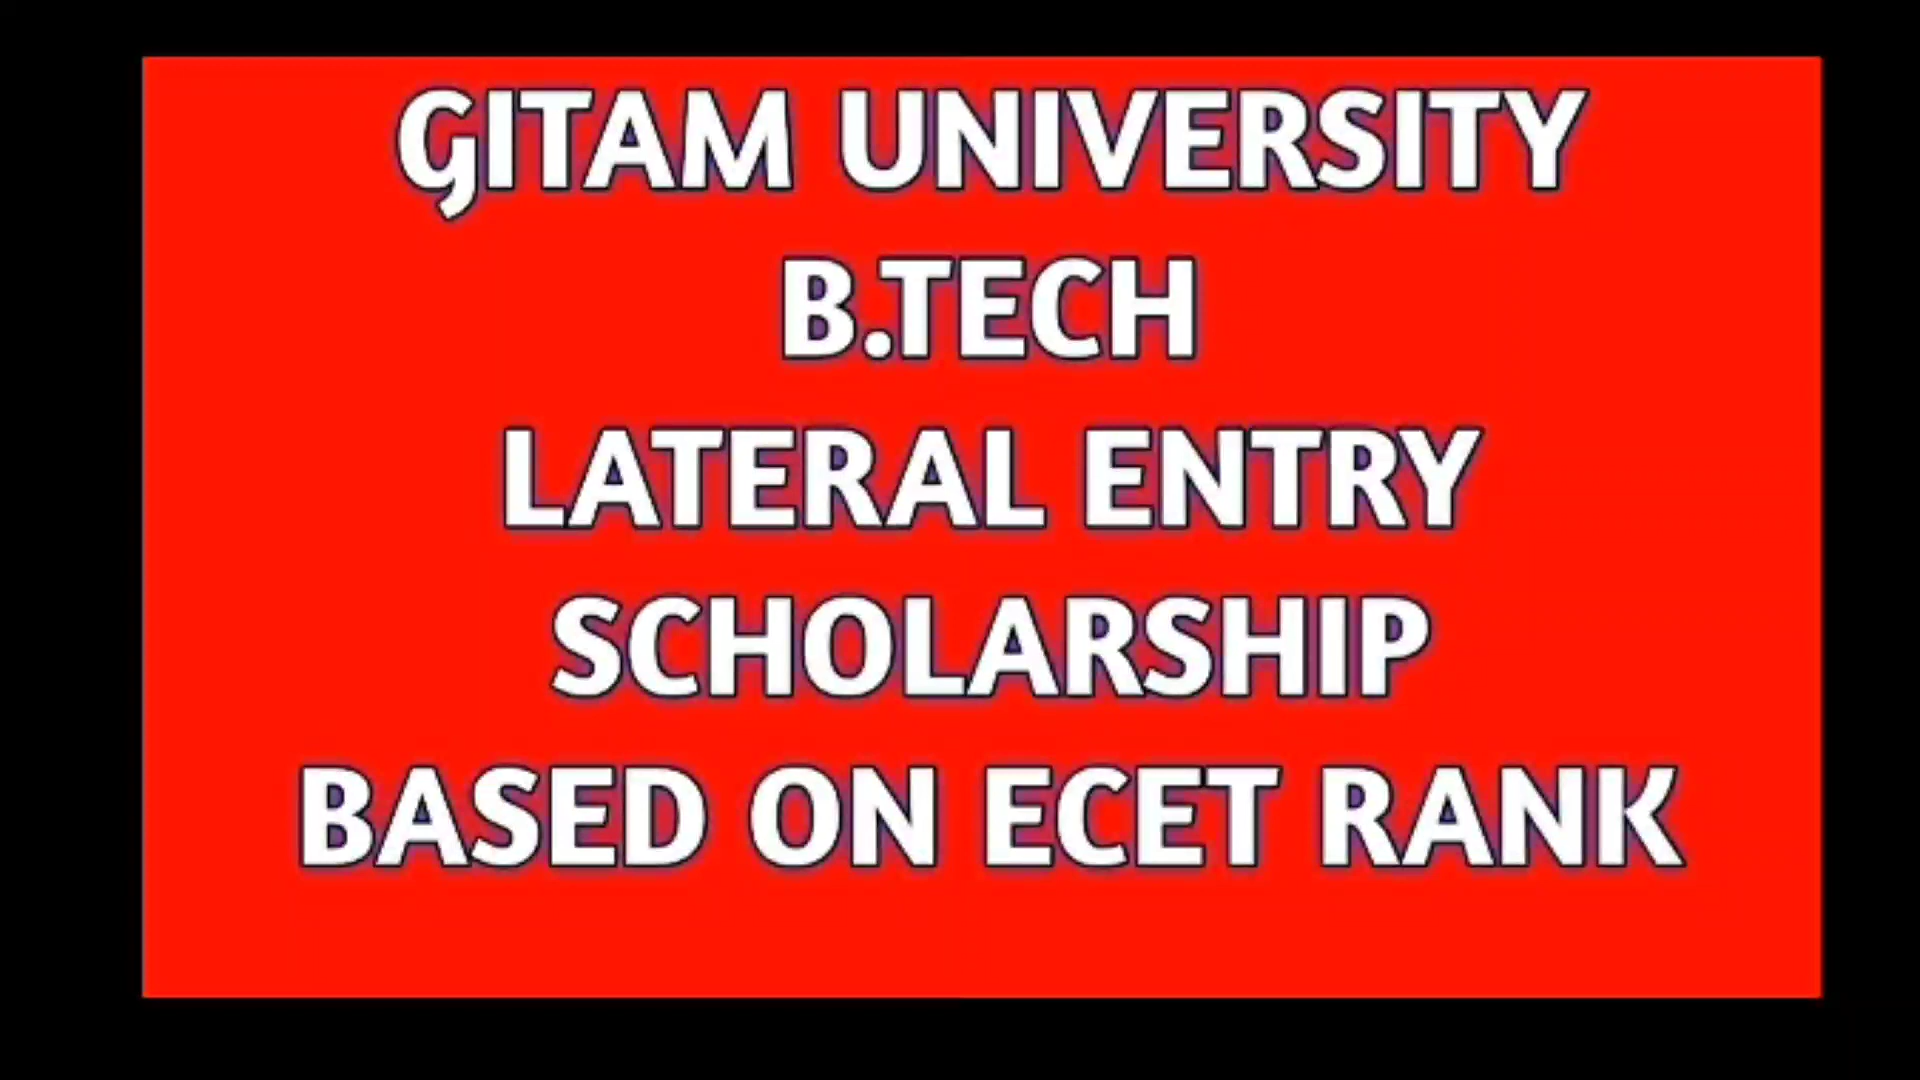 GITAM UNIVERSITY
B.TECH
LATERAL ENTRY
SCHOLARSHIP
BASED ON ECET RANK